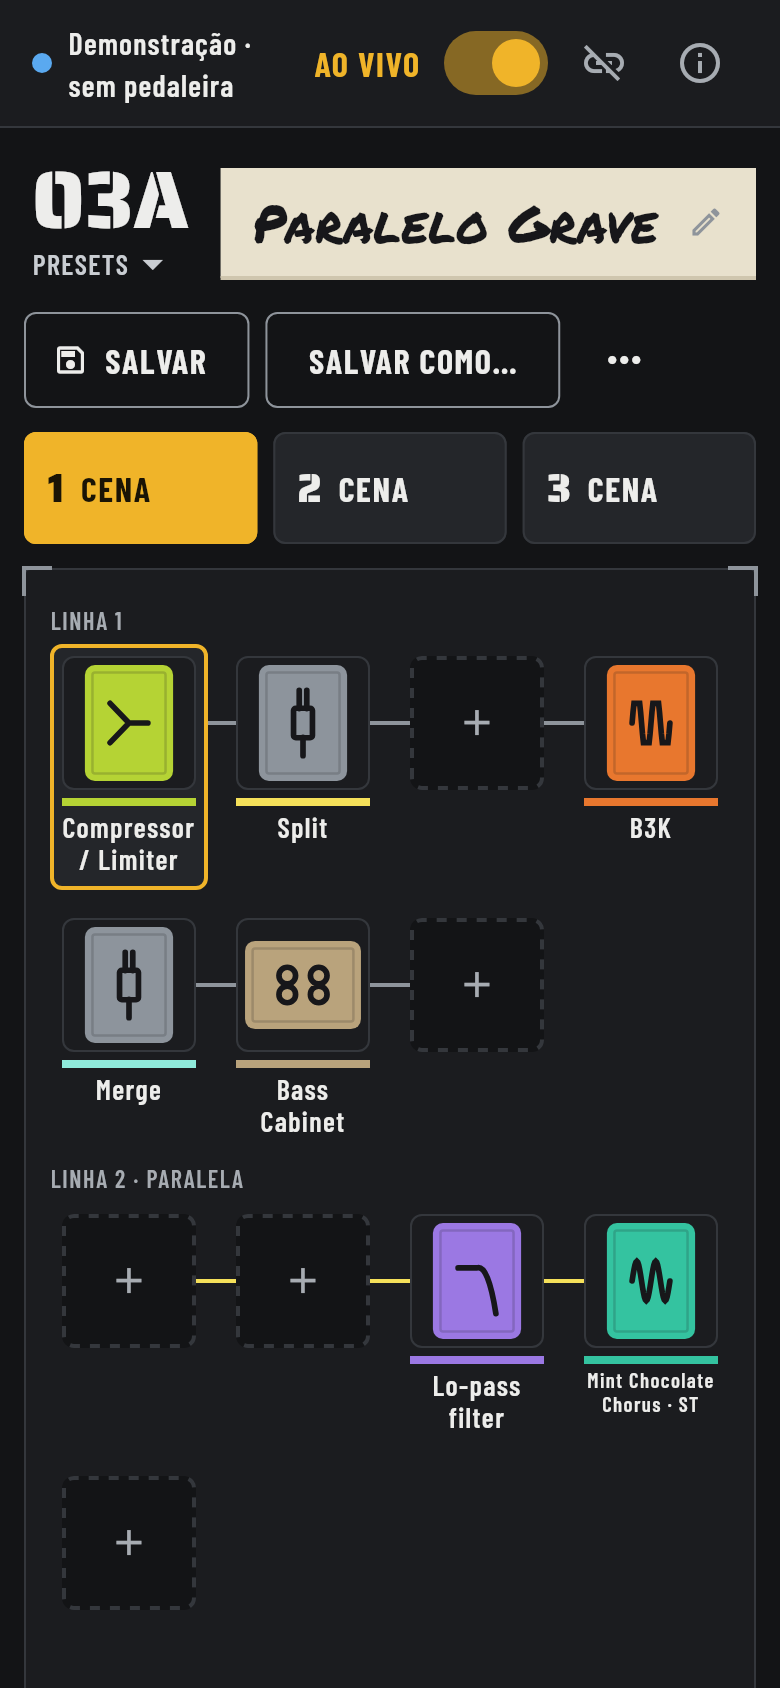 Demonstração ·
sem pedaleira
AO VIVO
03A
PRESETS
Paralelo Grave
SALVAR
SALVAR COMO...
1 CENA
2 CENA
3 CENA
LINHA 1
Compressor
/ Limiter
Split
B3K
Merge
88
Bass
Cabinet
LINHA 2 · PARALELA
Lo-pass
filter
Mint Chocolate
Chorus · ST